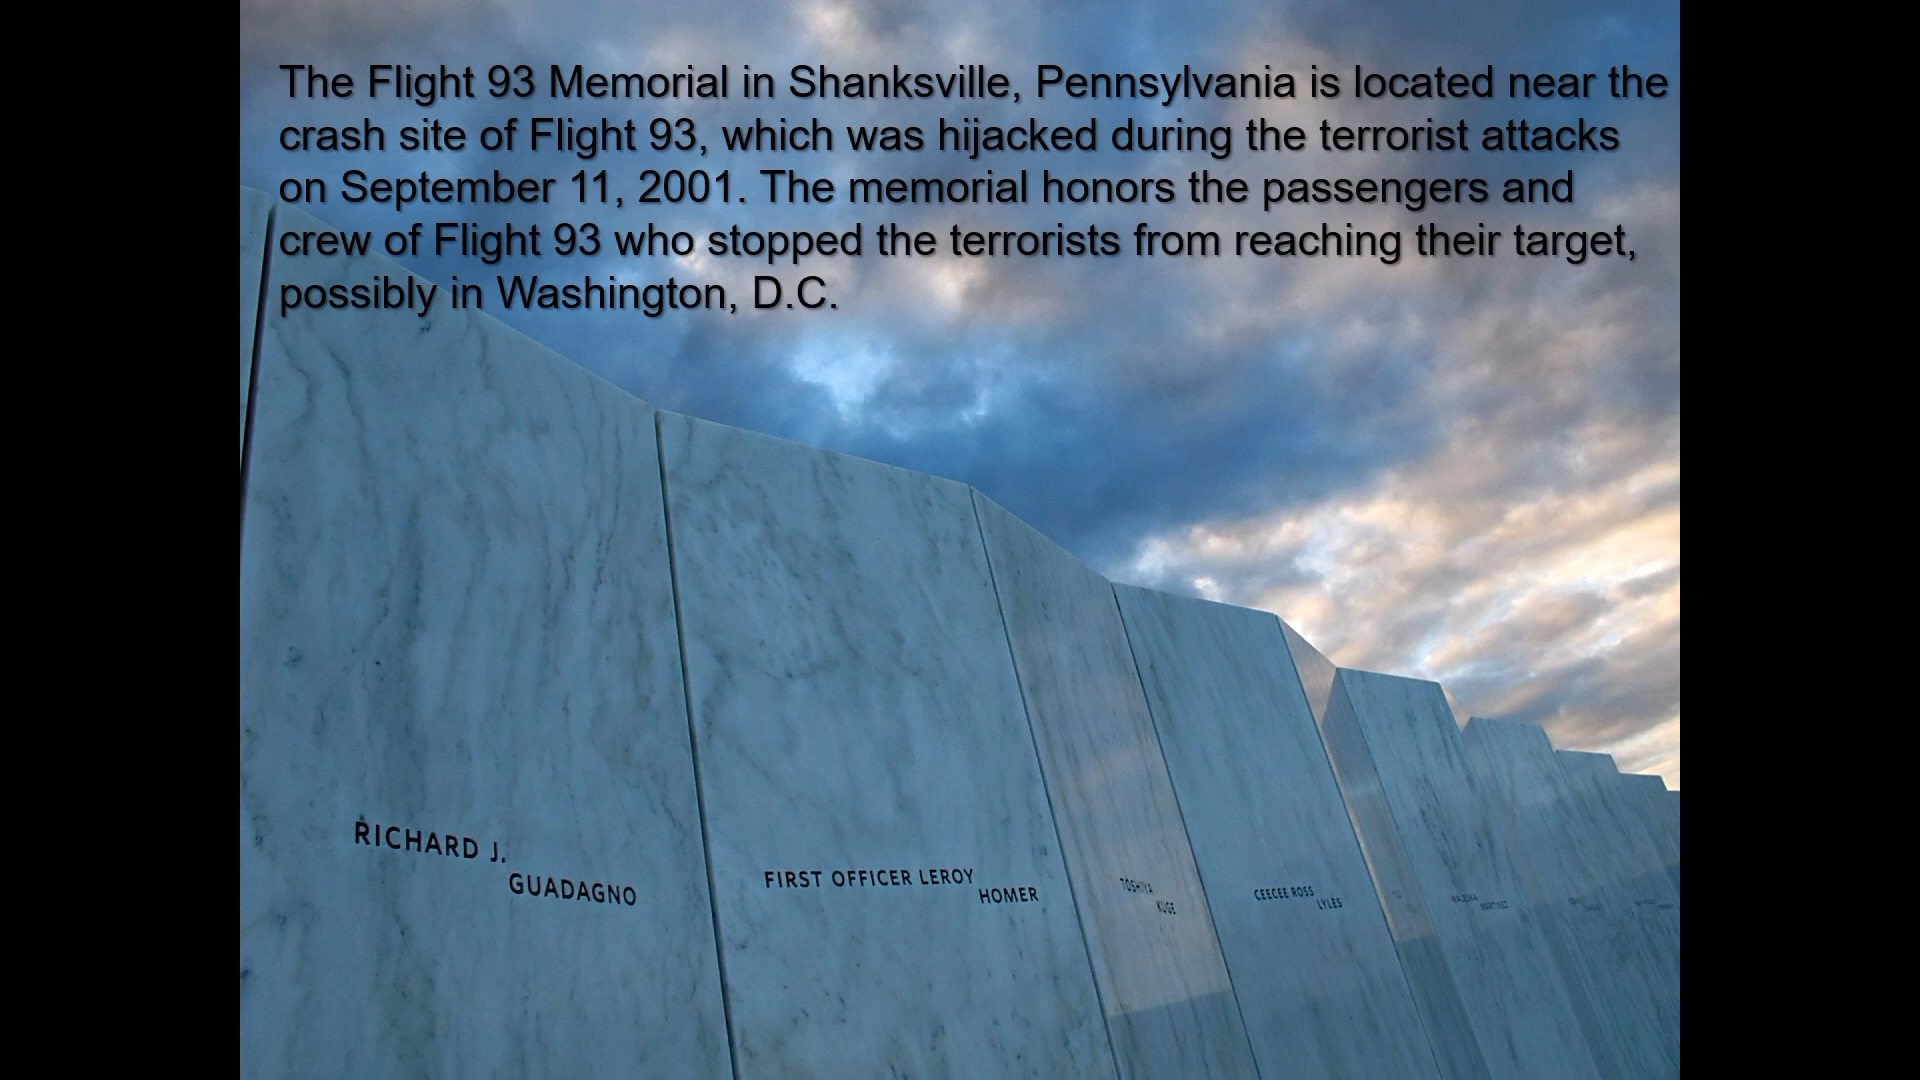 The Flight 93 Memorial in Shanksville, Pennsylvania is located near the
crash site of Flight 93, which was hijacked during the terrorist attacks
on September 11, 2001. The memorial honors the passengers and
crew of Flight 93 who stopped the terrorists from reaching their target,
possibly in Washington, D.C.
RICHARD J.
GUADAGNO
FIRST OFFICER LEROY
HOMER
TOSHIYA
KUGE
CEECEE ROSS
LYLES
WALESKA
MARTINEZ